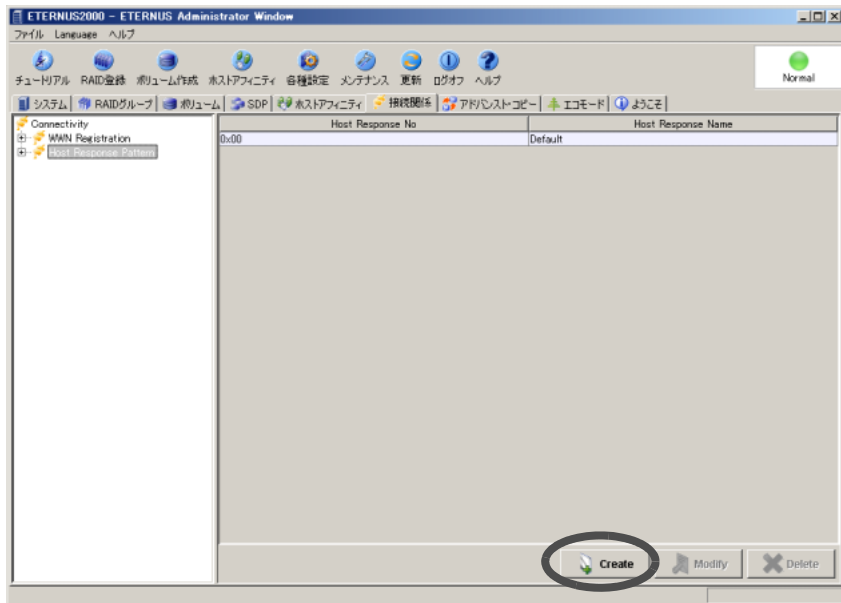 ETERNUS2000 - ETERNUS Administrator Window
ファイル Language ヘルプ
チュートリアル RAID登録 ボリューム作成 ホストアフィニティ 各種設定 メンテナンス 更新 ログオフ ヘルプ
Normal
システム RAIDグループ ボリューム SDP ホストアフィニティ 接続関係 アドバンスト・コピー エコモード ようこそ
Connectivity
WWN Registration
Host Response Pattern
Host Response No Host Response Name
0x00 Default
Create Modify Delete